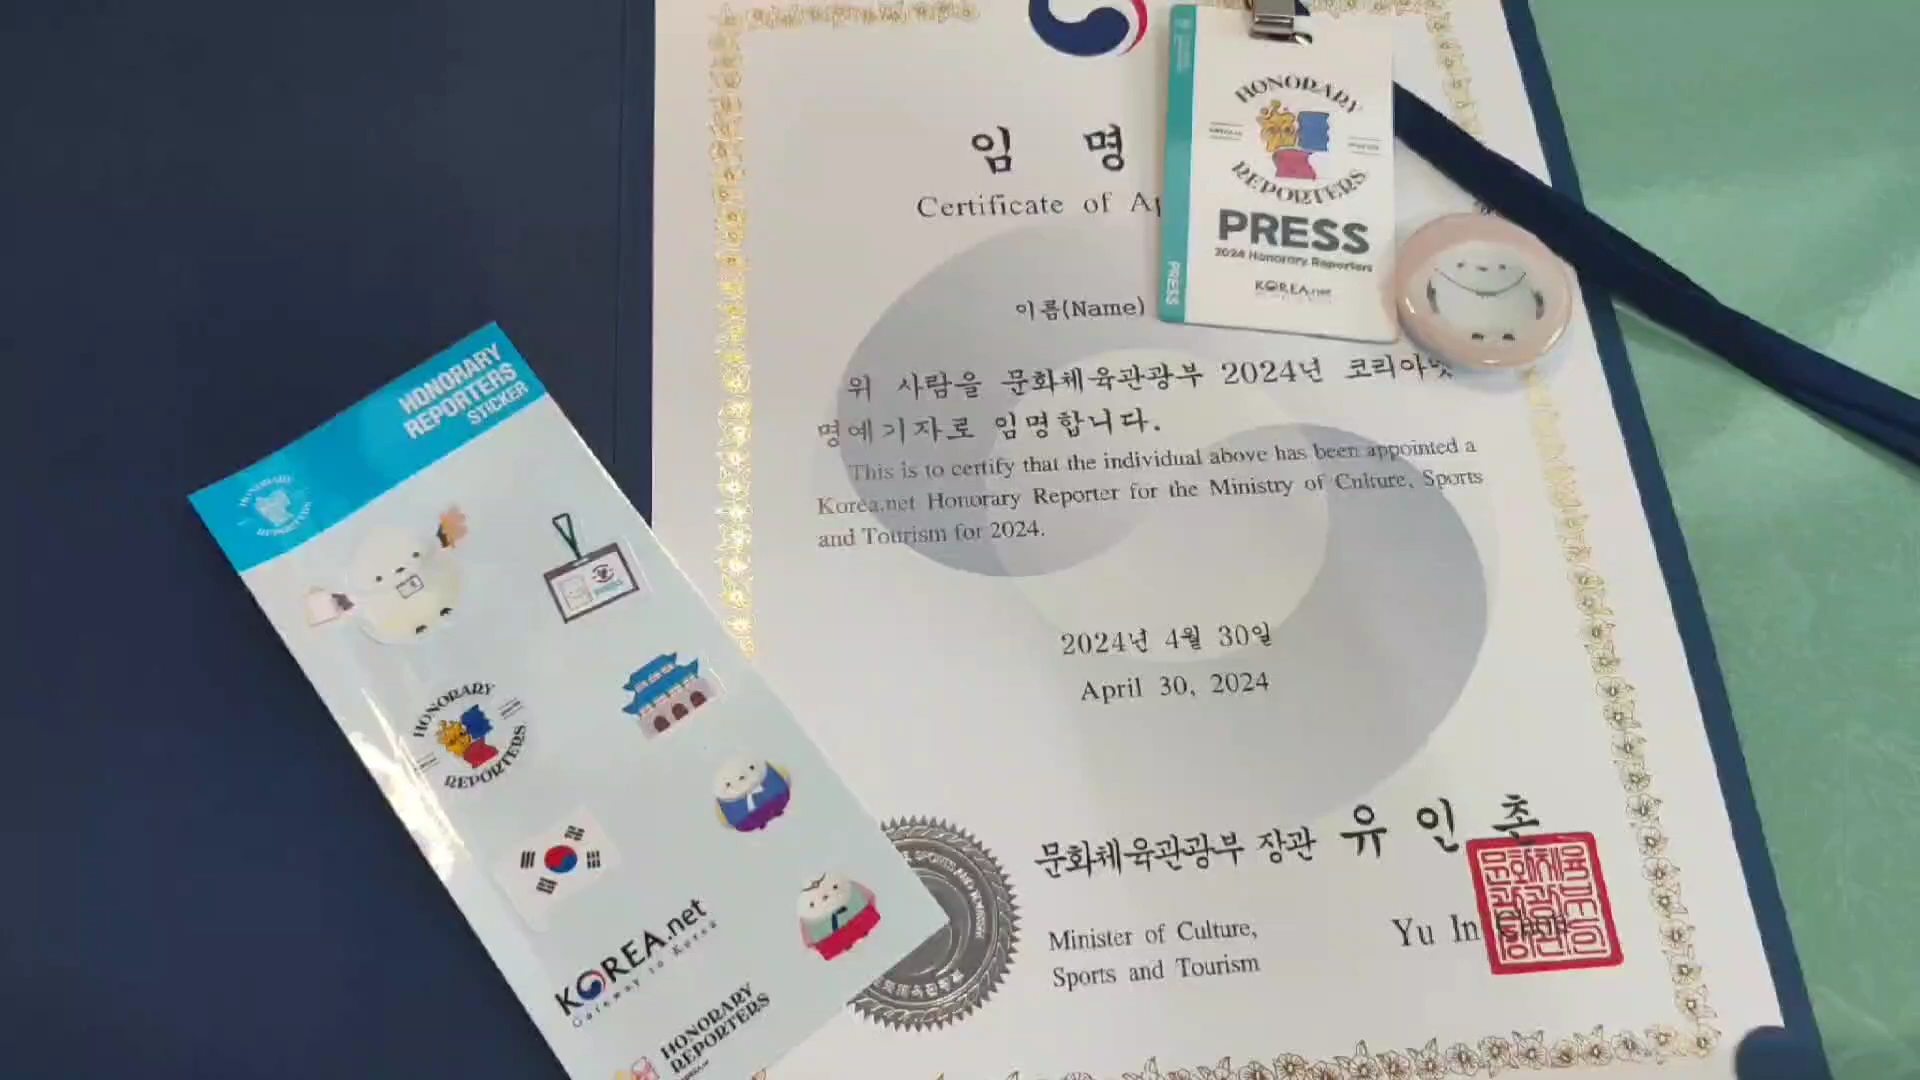 임 명
Certificate of
이름(Name)
위 사람을 문화체육관광부 2024년 코리아넷
명예기자로 임명합니다.
This is to certify that the individual above has been appointed a
Korea.net Honorary Reporter for the Ministry of Culture, Sports
and Tourism for 2024.
2024년 4월 30일
April 30, 2024
문화체육관광부 장관 유 인 촌
Minister of Culture,
Sports and Tourism
Yu In Chon
HONORARY
REPORTERS
PRESS
2024 Honorary Reporters
KOREA.net
PRESS
HONORARY
REPORTERS
STICKER
HONORARY
REPORTERS
PRESS
HONORARY
REPORTERS
KOREA.net
Gateway to Korea
HONORARY
REPORTERS